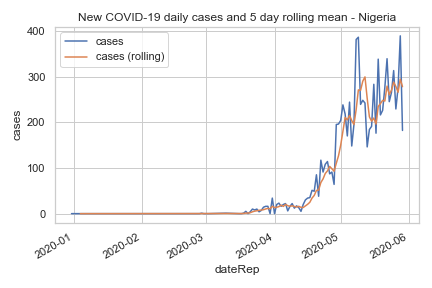 New COVID-19 daily cases and 5 day rolling mean - Nigeria
cases
cases (rolling)
400
300
200
100
0
cases
2020-01
2020-02
2020-03
2020-04
2020-05
2020-06
dateRep